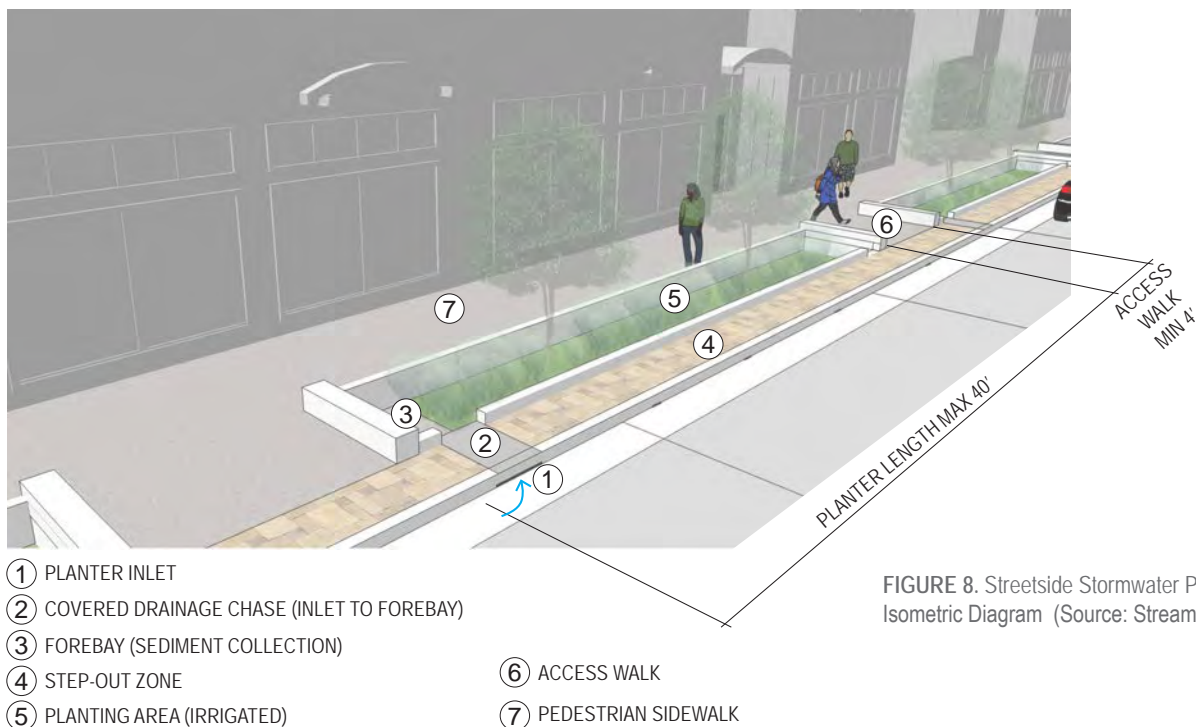 7
5
6
4
3
2
1
ACCESS
WALK
MIN 4'
PLANTER LENGTH MAX 40'
1 PLANTER INLET
2 COVERED DRAINAGE CHASE (INLET TO FOREBAY)
3 FOREBAY (SEDIMENT COLLECTION)
4 STEP-OUT ZONE
5 PLANTING AREA (IRRIGATED)
6 ACCESS WALK
7 PEDESTRIAN SIDEWALK
FIGURE 8. Streetside Stormwater P
Isometric Diagram (Source: Stream